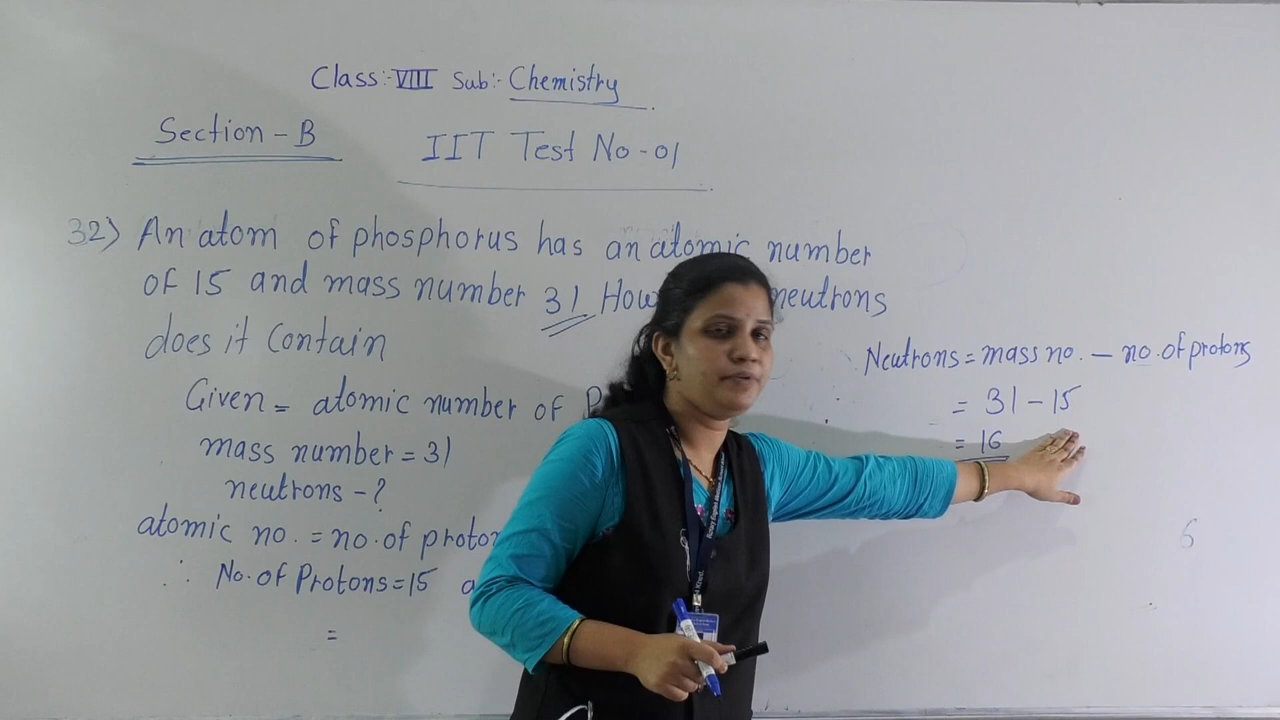 Class:- VIII Sub:- Chemistry
Section - B
IIT Test No - 01
32) An atom of phosphorus has an atomic number
of 15 and mass number 31. How neutrons
does it contain
Given = atomic number of P
mass number = 31
neutrons - ?
atomic no. = no. of proton
∴ No. of Protons = 15
=
Neutrons = mass no. - no. of protons
= 31 - 15
= 16
6